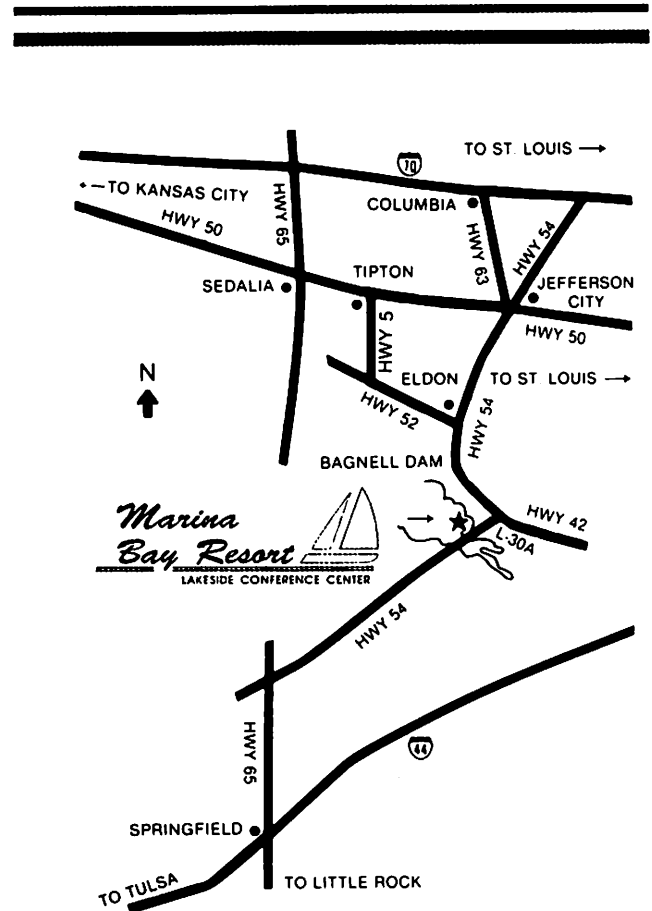 70
TO ST. LOUIS →
← TO KANSAS CITY
HWY 50
HWY 65
COLUMBIA
HWY 63
HWY 54
SEDALIA
TIPTON
JEFFERSON
CITY
HWY 5
HWY 50
N
ELDON
TO ST. LOUIS →
HWY 52
HWY 54
BAGNELL DAM
Marina
Bay Resort
LAKESIDE CONFERENCE CENTER
HWY 42
L-30A
HWY 54
HWY 65
44
SPRINGFIELD
TO TULSA
TO LITTLE ROCK